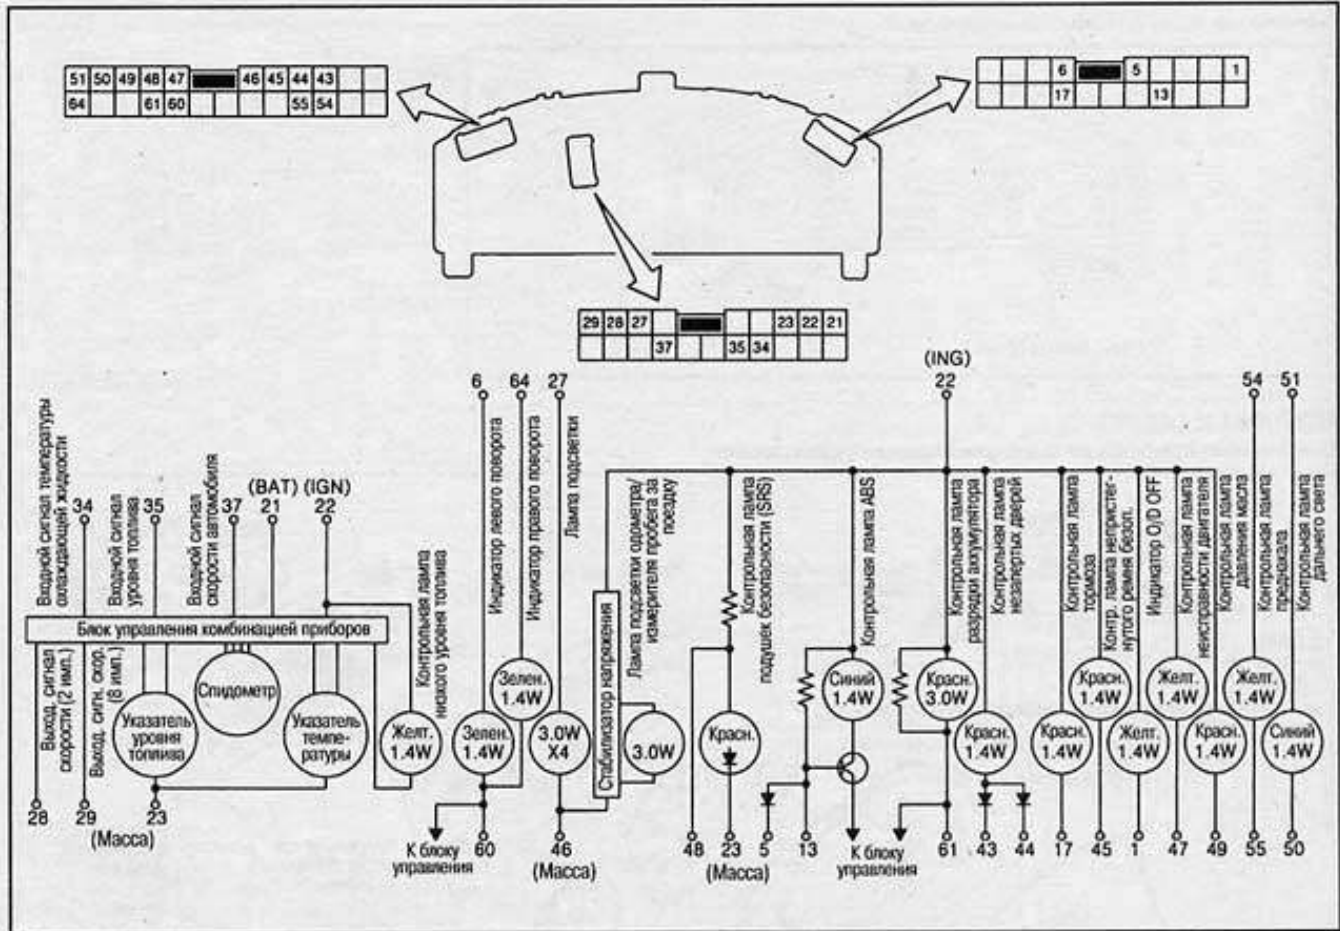 51 50 49 48 47 46 45 44 43
64 61 60 55 54
6 5 1
17 13
29 28 27 23 22 21
37 35 34
(ING)
6 64 27 22 54 51
Входной сигнал температуры
охлаждающей жидкости
34
Входной сигнал
уровня топлива
35
Входной сигнал
скорости автомобиля
37
(BAT) (IGN)
21 22
Контрольная лампа
низкого уровня топлива
Индикатор левого поворота
Индикатор правого поворота
Лампа подсветки
Лампа подсветки одометра/
измерителя пробега за
поездку
Контрольная лампа
подушек безопасности (SRS)
Контрольная лампа ABS
Контрольная лампа
разрядки аккумулятора
Контрольная лампа
незапертых дверей
Контрольная лампа
тормоза
Контр. лампа непристег-
нутого ремня безоп.
Индикатор O/D OFF
Контрольная лампа
неисправности двигателя
Контрольная лампа
давления масла
Контрольная лампа
преднакала
Контрольная лампа
дальнего света
Блок управления комбинацией приборов
Выход. сигнал
скорости (2 имп.)
Выход. сигн. скор.
(8 имп.)
Указатель
уровня
топлива
Спидометр
Указатель
темпе-
ратуры
Желт.
1.4W
Зелен.
1.4W
Зелен.
1.4W
3.0W
X4
Стабилизатор напряжения
3.0W
Красн.
Синий
1.4W
Красн.
3.0W
Красн.
1.4W
Красн.
1.4W
Красн.
1.4W
Желт.
1.4W
Желт.
1.4W
Красн.
1.4W
Желт.
1.4W
Синий
1.4W
28 29 23
(Масса)
К блоку
управления
60 46
(Масса)
48 23
(Масса)
5 13
К блоку
управления
61 43 44 17 45 1 47 49 55 50